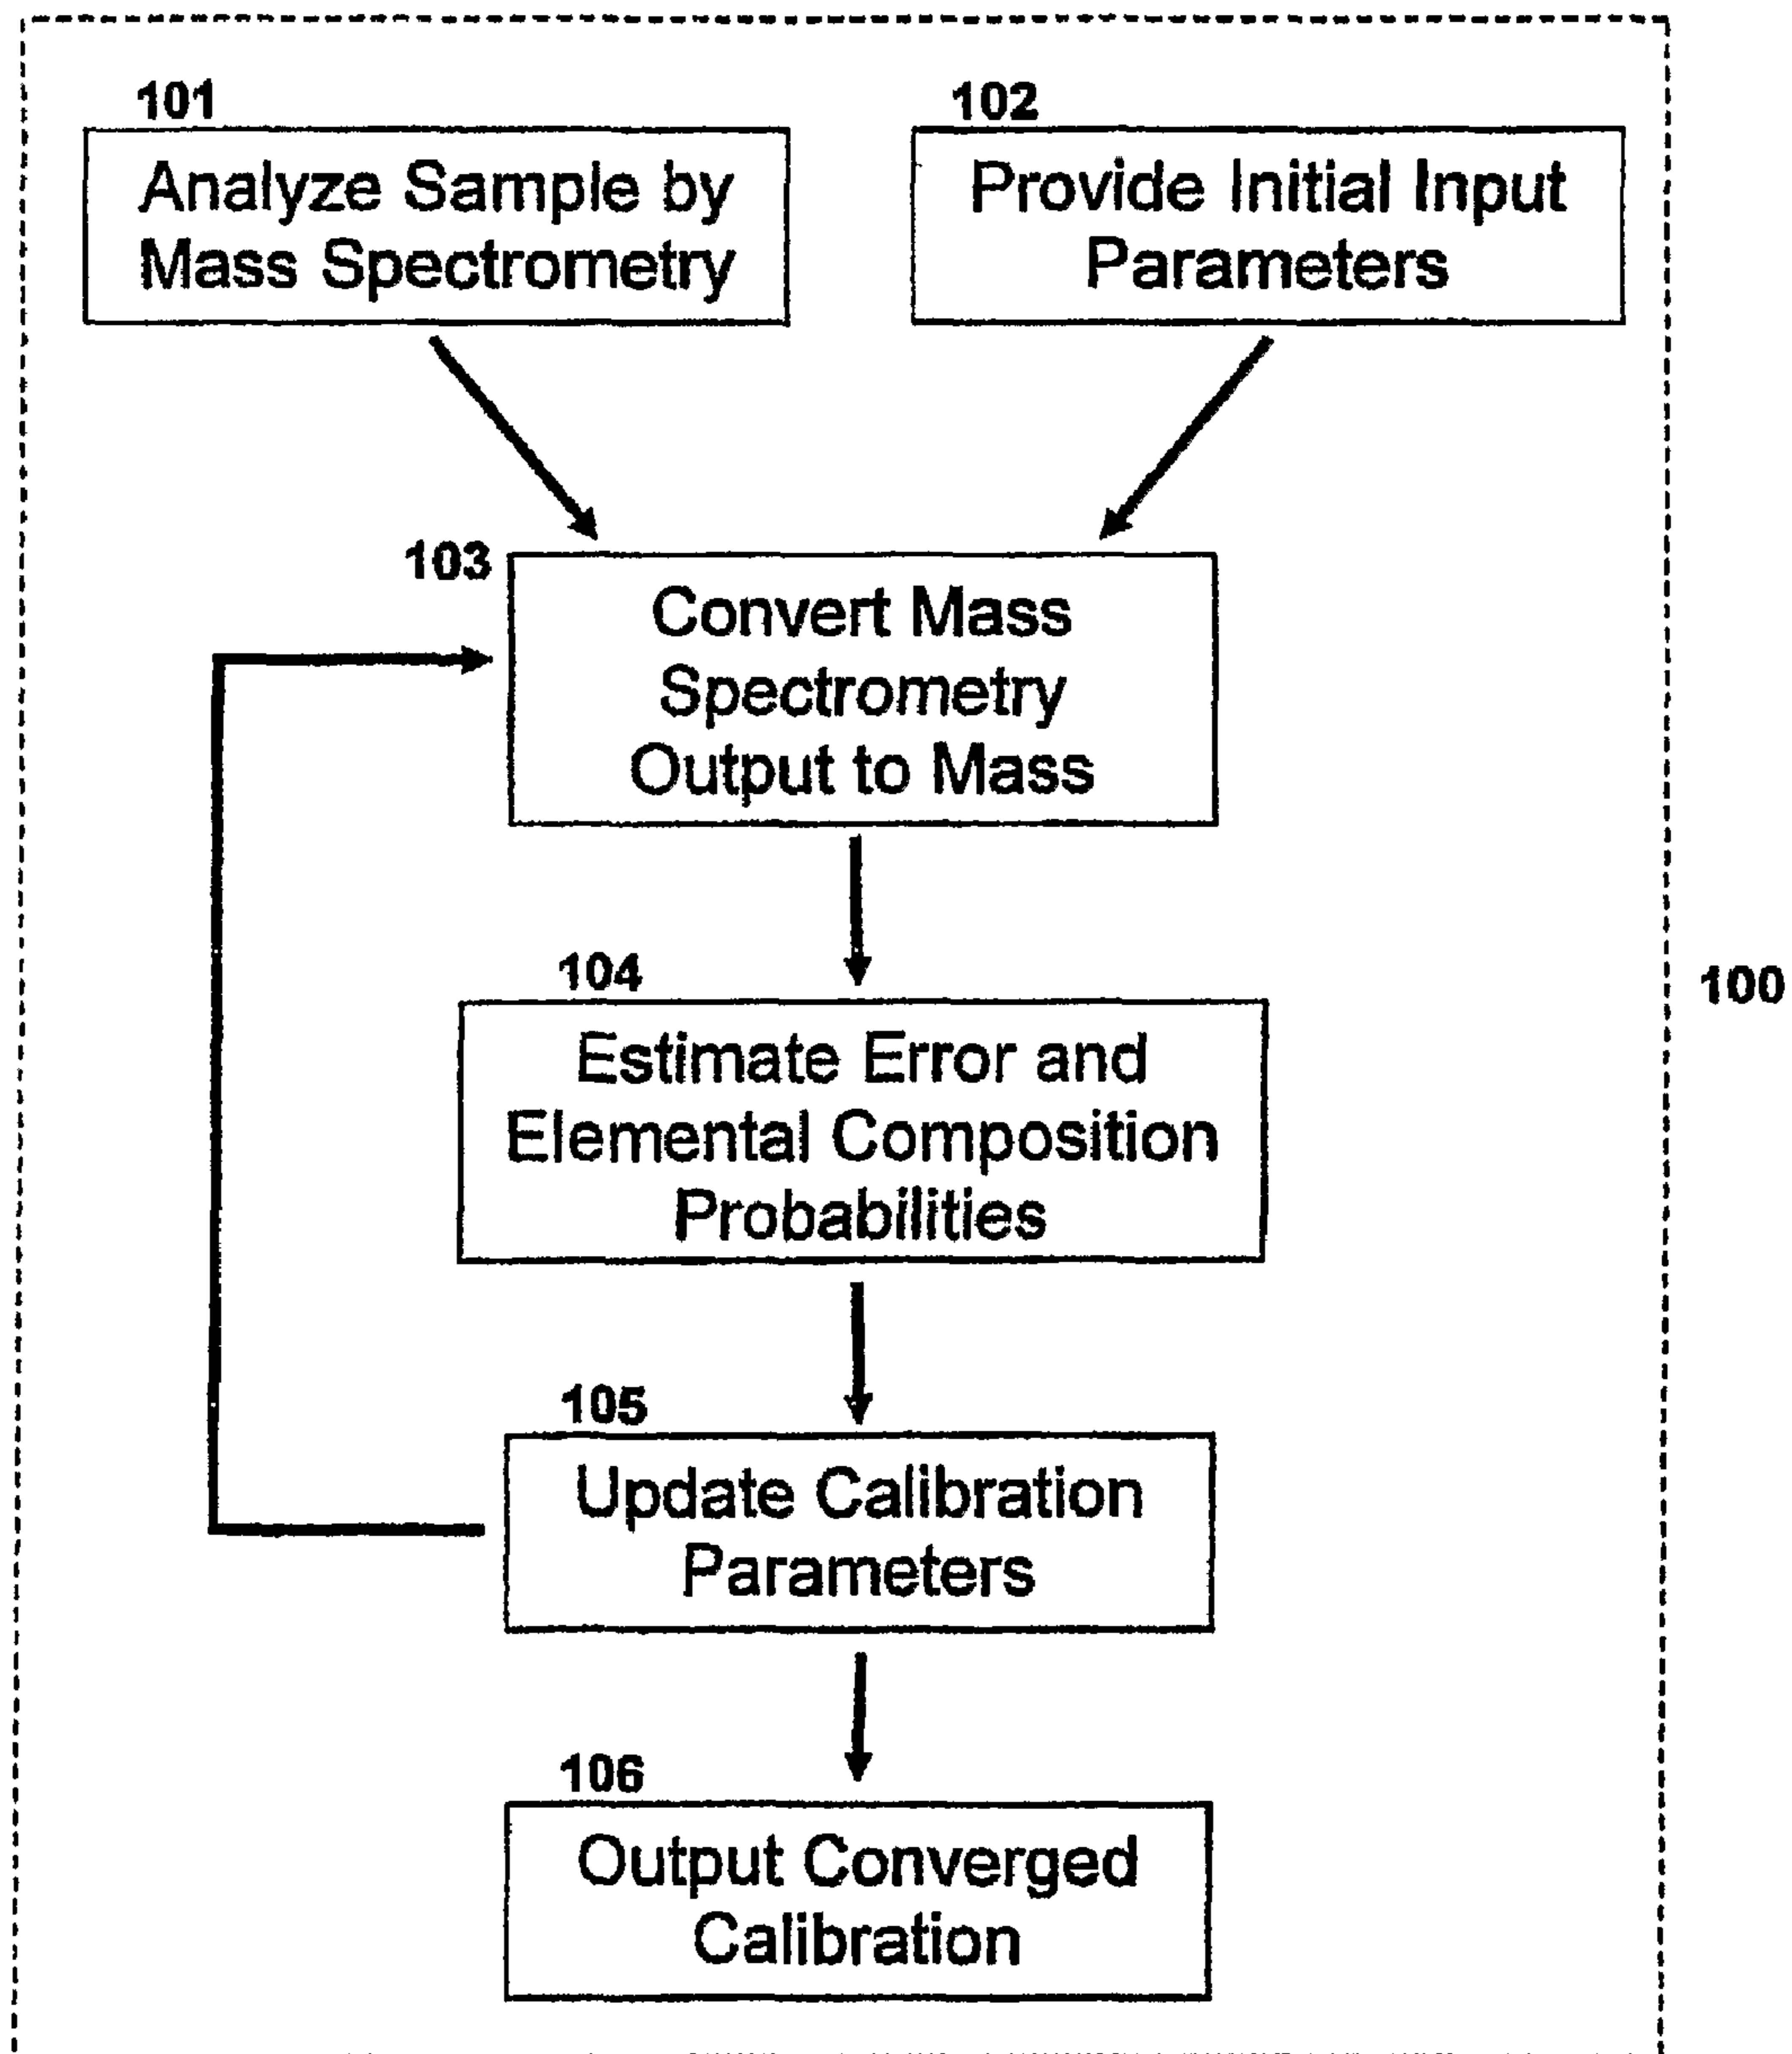 101
Analyze Sample by
Mass Spectrometry
102
Provide Initial Input
Parameters
103
Convert Mass
Spectrometry
Output to Mass
104
Estimate Error and
Elemental Composition
Probabilities
100
105
Update Calibration
Parameters
106
Output Converged
Calibration